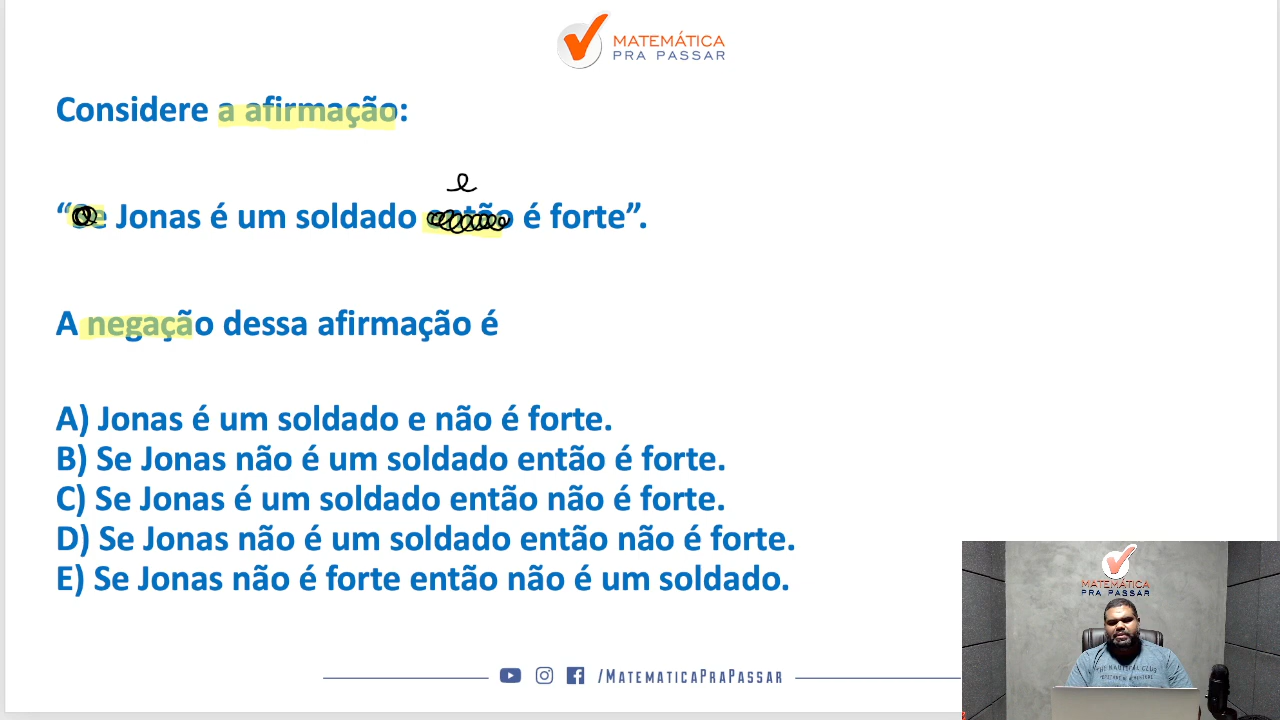 MATEMÁTICA
PRA PASSAR
Considere a afirmação:
e
“Se Jonas é um soldado então é forte”.
A negação dessa afirmação é
A) Jonas é um soldado e não é forte.
B) Se Jonas não é um soldado então é forte.
C) Se Jonas é um soldado então não é forte.
D) Se Jonas não é um soldado então não é forte.
E) Se Jonas não é forte então não é um soldado.
/MATEMATICAPRAPASSAR
MATEMÁTICA
PRA PASSAR